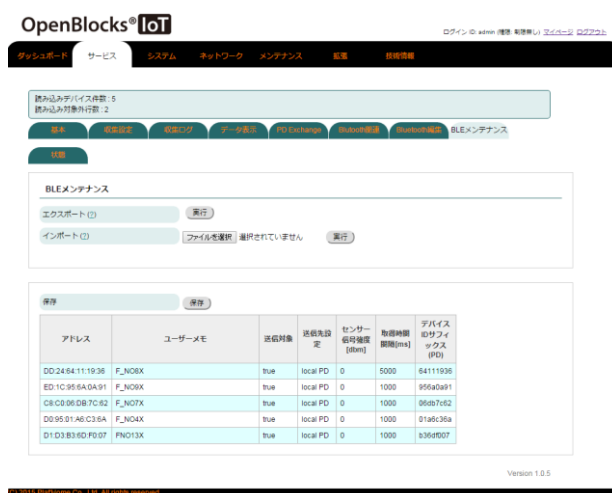 OpenBlocks® IoT
ログイン ID: admin (権限: 制限無し) マイページ ログアウト
ダッシュボード サービス システム ネットワーク メンテナンス 拡張 技術情報
読み込みデバイス件数 : 5
読み込み対象外行数 : 2
基本 収集設定 収集ログ データ表示 PD Exchange Bluetooth関連 Bluetooth編集 BLEメンテナンス
状態
BLEメンテナンス
エクスポート (?) 実行
インポート (?) ファイルを選択 選択されていません 実行
保存 保存
アドレス ユーザーメモ 送信対象 送信先設定 センサー信号強度[dbm] 取得時間間隔[ms] デバイスIDサフィックス(PD)
DD:24:64:11:19:36 F_NO8X true local PD 0 5000 64111936
ED:1C:95:6A:0A:91 F_NO9X true local PD 0 1000 956a0a91
C8:C0:06:DB:7C:62 F_NO7X true local PD 0 1000 06db7c62
D0:95:01:A6:C3:6A F_NO4X true local PD 0 1000 01a6c36a
D1:D3:B3:6D:F0:07 FNO13X true local PD 0 1000 b36df007
Version 1.0.5
(C) 2015 Plat'Home Co., Ltd. All rights reserved.